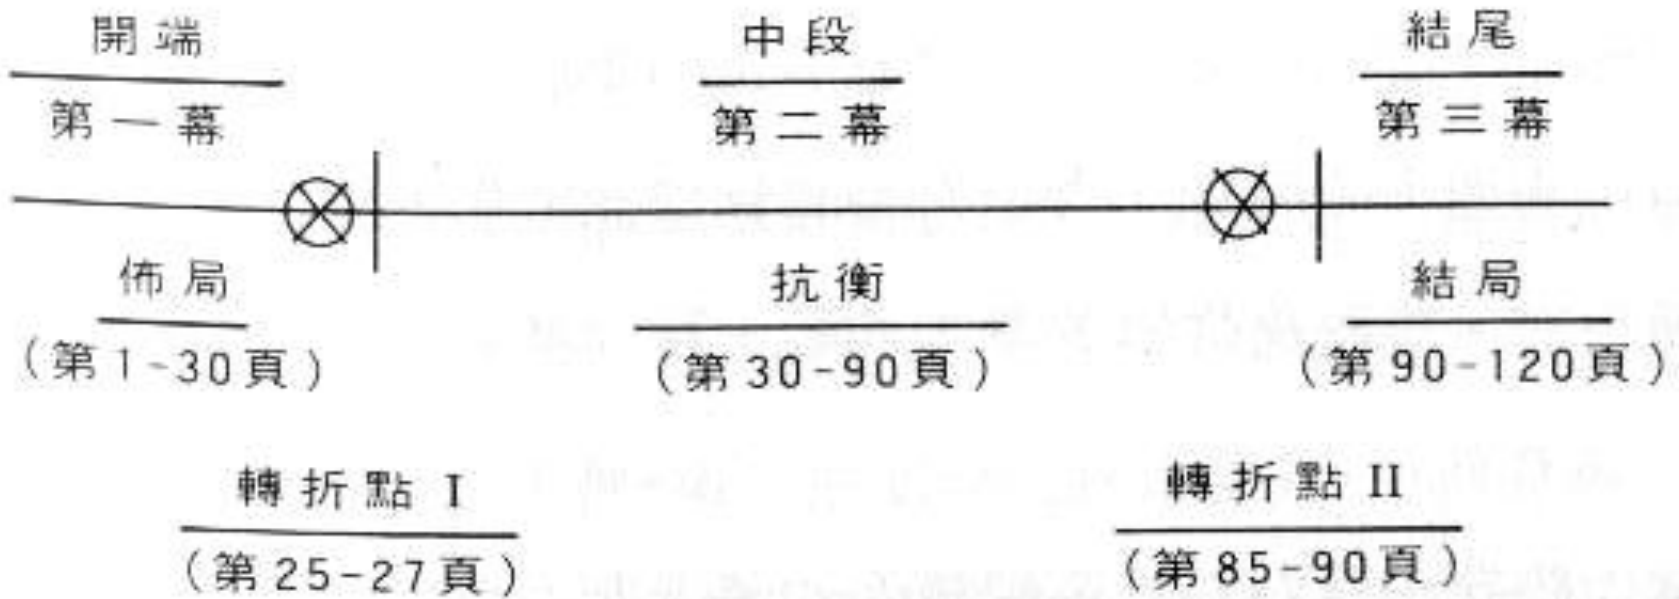 開端 中段 結尾
第一幕 第二幕 第三幕
佈局 抗衡 結局
(第1-30頁) (第30-90頁) (第90-120頁)
轉折點 I 轉折點 II
(第25-27頁) (第85-90頁)